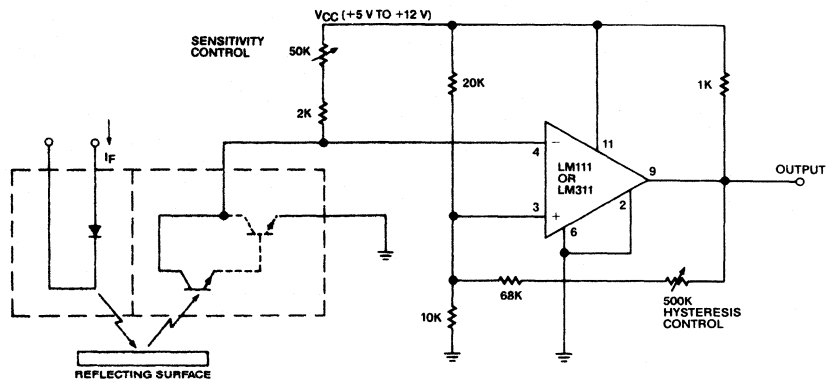 VCC (+5 V TO +12 V)
SENSITIVITY
CONTROL
50K
20K
1K
2K
IF
4
−
11
LM111
OR
LM311
9
OUTPUT
3
+
2
6
68K
500K
HYSTERESIS
CONTROL
10K
REFLECTING SURFACE